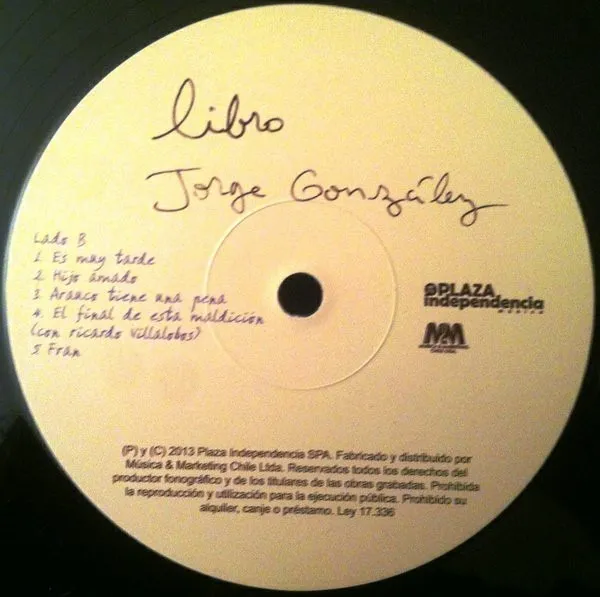 libro
Jorge González
Lado B
1. Es muy tarde
2. Hijo amado
3. Arauco tiene una pena
4. El final de esta maldición
(con ricardo villalobos)
5 Fran
PLAZA
independencia
MÚSICA
M&M
(P) y (C) 2013 Plaza Independencia SPA. Fabricado y distribuido por
Música & Marketing Chile Ltda. Reservados todos los derechos del
productor fonográfico y de los titulares de las obras grabadas. Prohibida
la reproducción y utilización para la ejecución pública. Prohibido su
alquiler, canje o préstamo. Ley 17.336